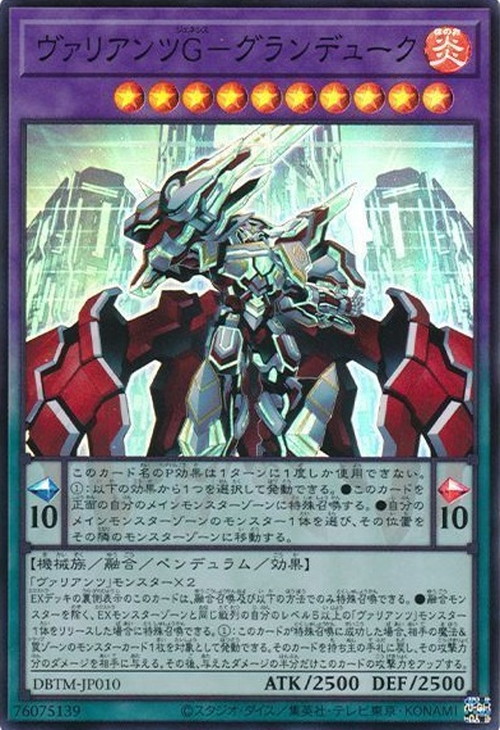 ジェネシス
ヴァリアンツG－グランデューク
炎
このカード名のP効果は1ターンに1度しか使用できない。
①：以下の効果から1つを選択して発動できる。●このカードを
正面の自分のメインモンスターゾーンに特殊召喚する。●自分の
メインモンスターゾーンのモンスター1体を選び、その位置を
その隣のモンスターゾーンに移動する。
10
10
【機械族／融合／ペンデュラム／効果】
「ヴァリアンツ」モンスター×2
EXデッキの裏側表示のこのカードは、融合召喚及び以下の方法でのみ特殊召喚できる。●融合モン
スターを除く、EXモンスターゾーンと同じ縦列の自分のレベル5以上の「ヴァリアンツ」モンスター
1体をリリースした場合に特殊召喚できる。①：このカードが特殊召喚に成功した場合、相手の魔法＆
罠ゾーンのモンスターカード1枚を対象として発動できる。そのカードを持ち主の手札に戻し、その攻撃
力分のダメージを相手に与える。その後、与えたダメージの半分だけこのカードの攻撃力をアップする。
DBTM-JP010
ATK/2500 DEF/2500
76075139
©スタジオ・ダイス／集英社・テレビ東京・KONAMI